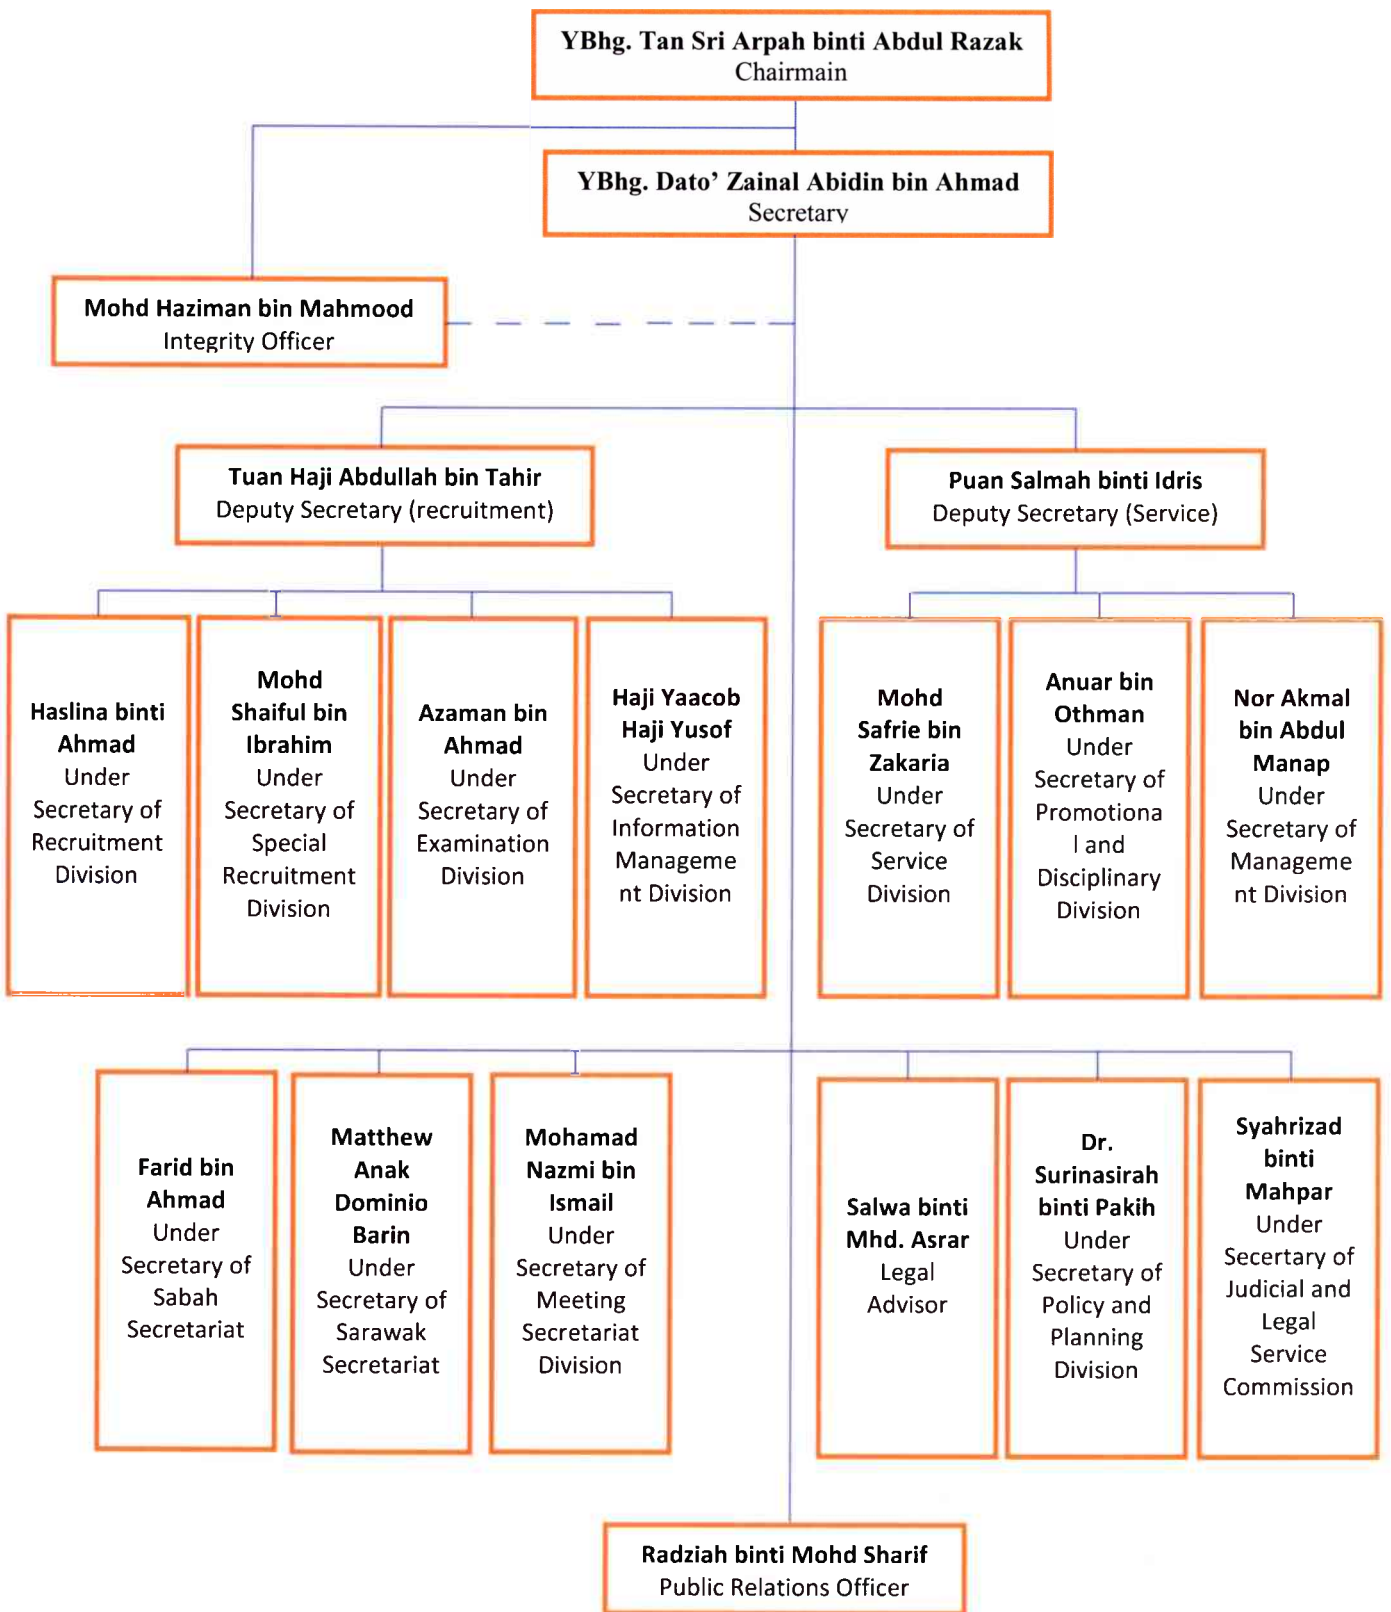 YBhg. Tan Sri Arpah binti Abdul Razak
Chairmain
YBhg. Dato’ Zainal Abidin bin Ahmad
Secretary
Mohd Haziman bin Mahmood
Integrity Officer
Tuan Haji Abdullah bin Tahir
Deputy Secretary (recruitment)
Puan Salmah binti Idris
Deputy Secretary (Service)
Haslina binti
Ahmad
Under
Secretary of
Recruitment
Division
Mohd
Shaiful bin
Ibrahim
Under
Secretary of
Special
Recruitment
Division
Azaman bin
Ahmad
Under
Secretary of
Examination
Division
Haji Yaacob
Haji Yusof
Under
Secretary of
Information
Manageme
nt Division
Mohd
Safrie bin
Zakaria
Under
Secretary of
Service
Division
Anuar bin
Othman
Under
Secretary of
Promotiona
l and
Disciplinary
Division
Nor Akmal
bin Abdul
Manap
Under
Secretary of
Manageme
nt Division
Farid bin
Ahmad
Under
Secretary of
Sabah
Secretariat
Matthew
Anak
Dominio
Barin
Under
Secretary of
Sarawak
Secretariat
Mohamad
Nazmi bin
Ismail
Under
Secretary of
Meeting
Secretariat
Division
Salwa binti
Mhd. Asrar
Legal
Advisor
Dr.
Surinasirah
binti Pakih
Under
Secretary of
Policy and
Planning
Division
Syahrizad
binti
Mahpar
Under
Secertary of
Judicial and
Legal
Service
Commission
Radziah binti Mohd Sharif
Public Relations Officer